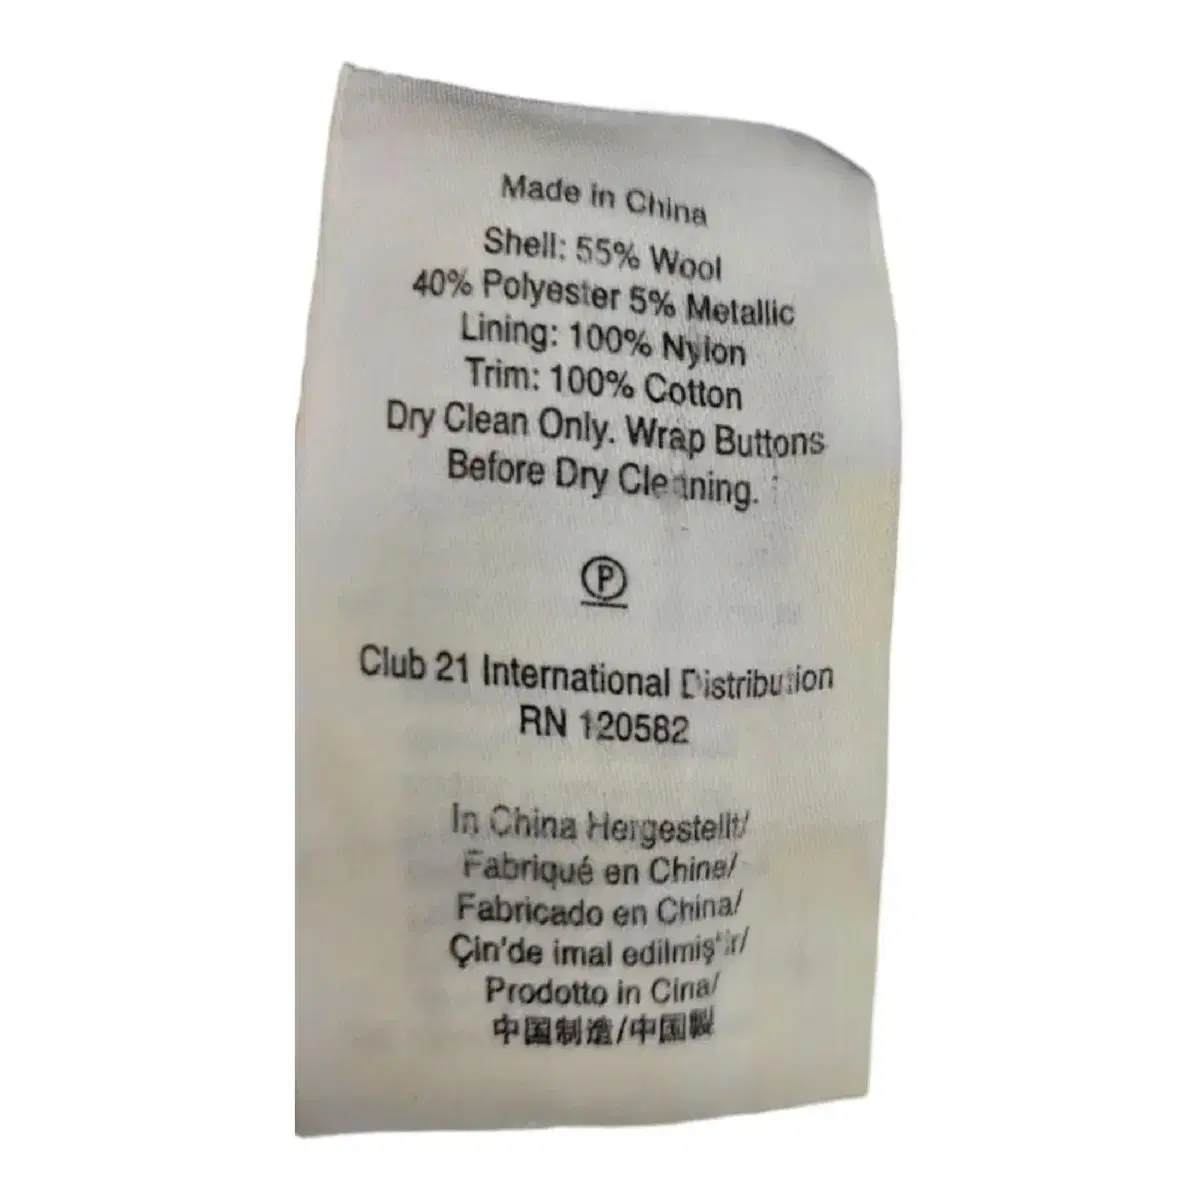 Made in China
Shell: 55% Wool
40% Polyester 5% Metallic
Lining: 100% Nylon
Trim: 100% Cotton
Dry Clean Only. Wrap Buttons
Before Dry Cleaning.
P
Club 21 International Distribution
RN 120582
In China Hergestellt/
Fabriqué en Chine/
Fabricado en China/
Çin'de imal edilmiştir/
Prodotto in Cina/
中国制造/中国製